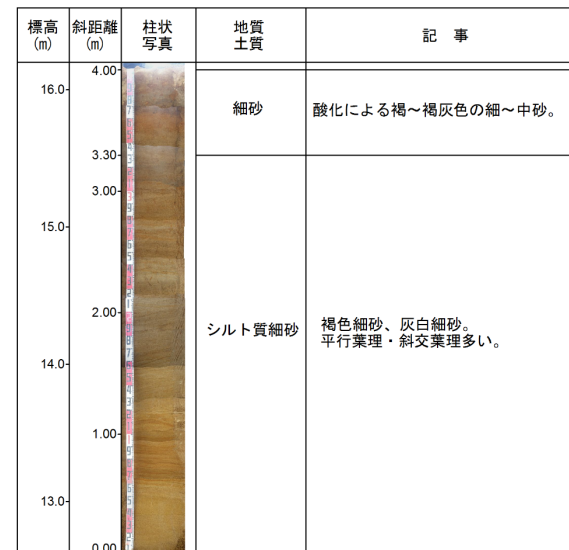 標高
(m)
斜距離
(m)
柱状
写真
地質
土質
記 事
4.00
16.0
細砂
酸化による褐～褐灰色の細～中砂。
3.30
3.00
15.0
2.00
シルト質細砂
褐色細砂、灰白細砂。
平行葉理・斜交葉理多い。
14.0
1.00
13.0
0.00